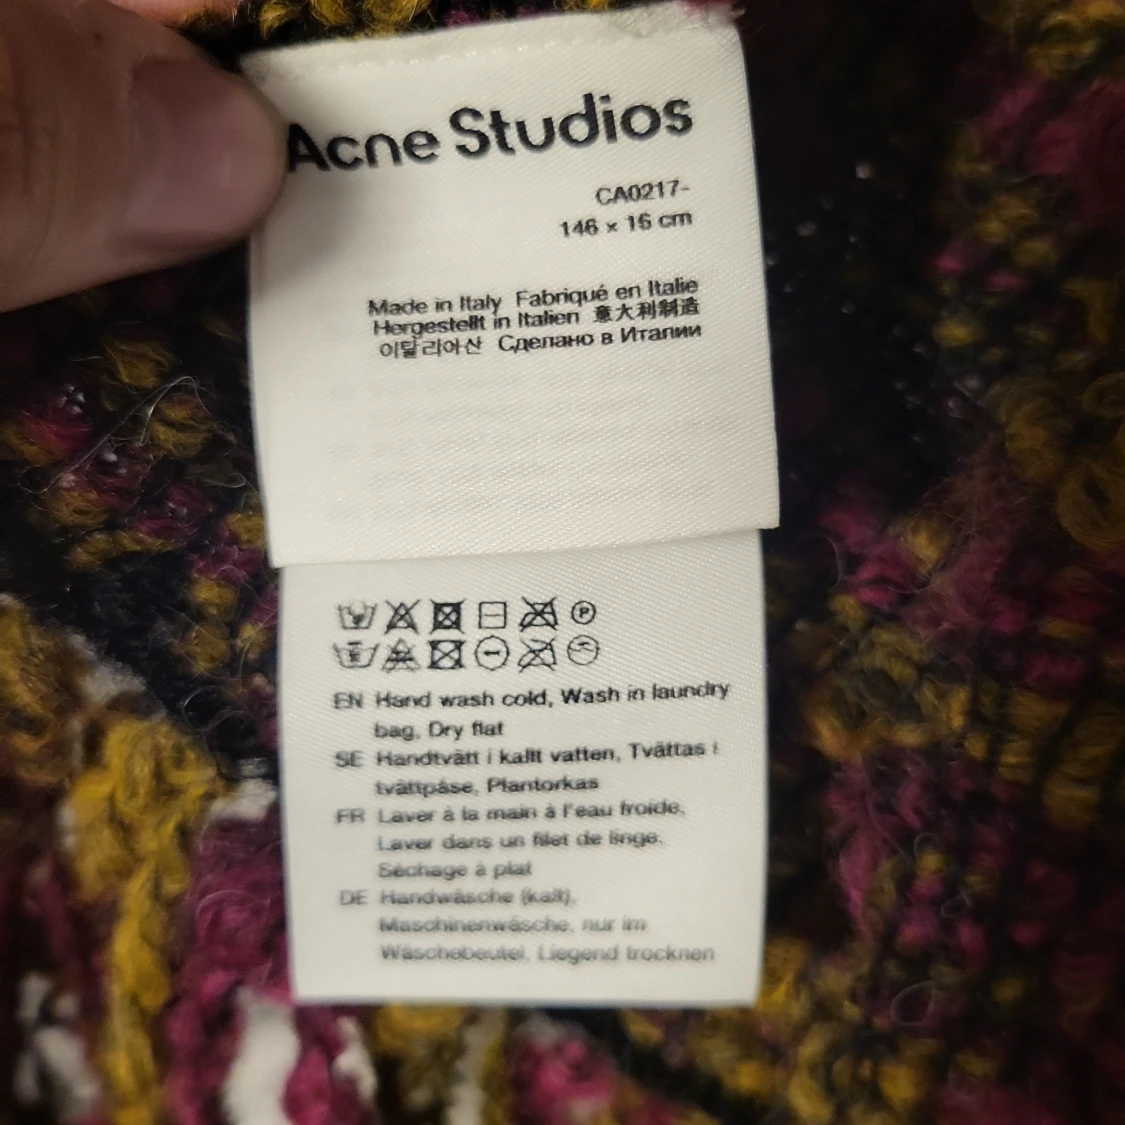 Acne Studios
CA0217-
146 x 16 cm
Made in Italy Fabriqué en Italie
Hergestellt in Italien 意大利制造
이탈리아산 Сделано в Италии
P
EN Hand wash cold, Wash in laundry
bag, Dry flat
SE Handtvätt i kallt vatten, Tvättas i
tvättpåse, Plantorkas
FR Laver à la main à l'eau froide,
Laver dans un filet de linge,
Séchage à plat
DE Handwäsche (kalt),
Maschinenwäsche, nur im
Wäschebeutel, Liegend trocknen